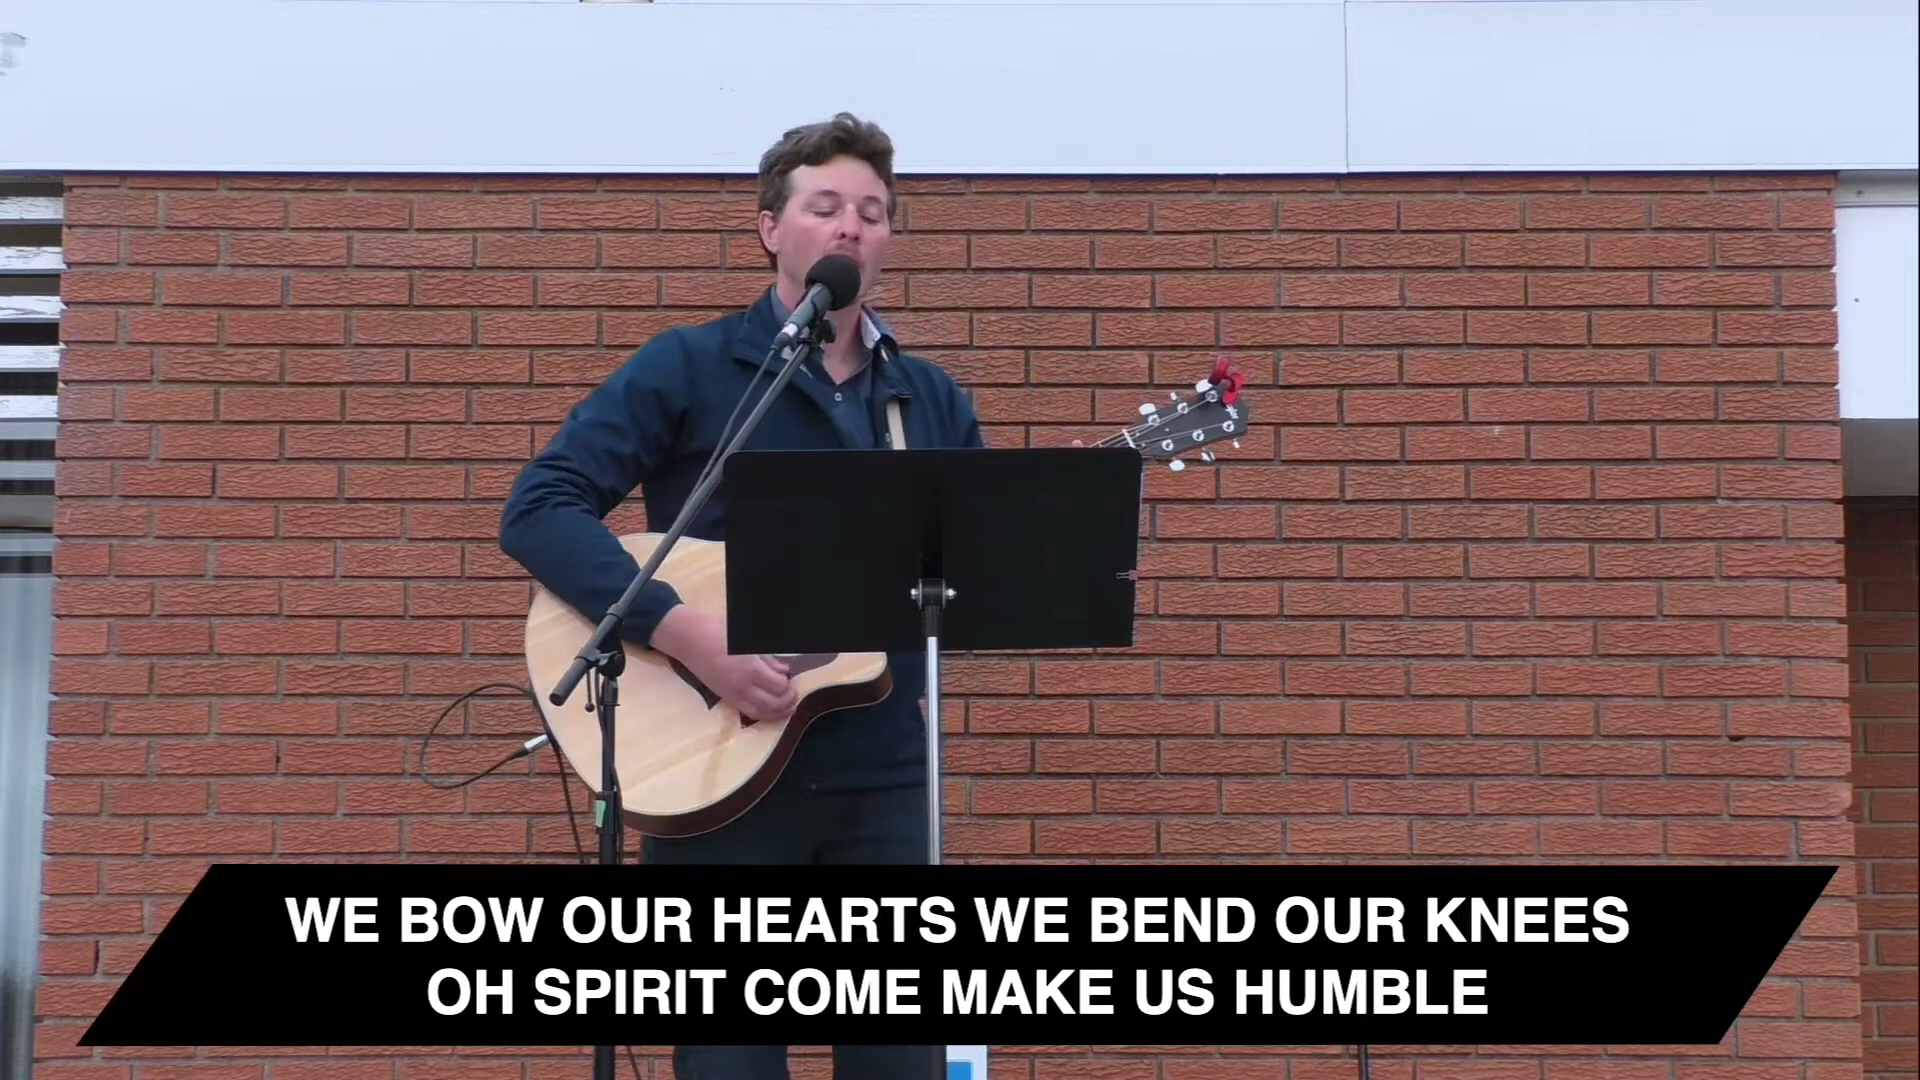 WE BOW OUR HEARTS WE BEND OUR KNEES
OH SPIRIT COME MAKE US HUMBLE